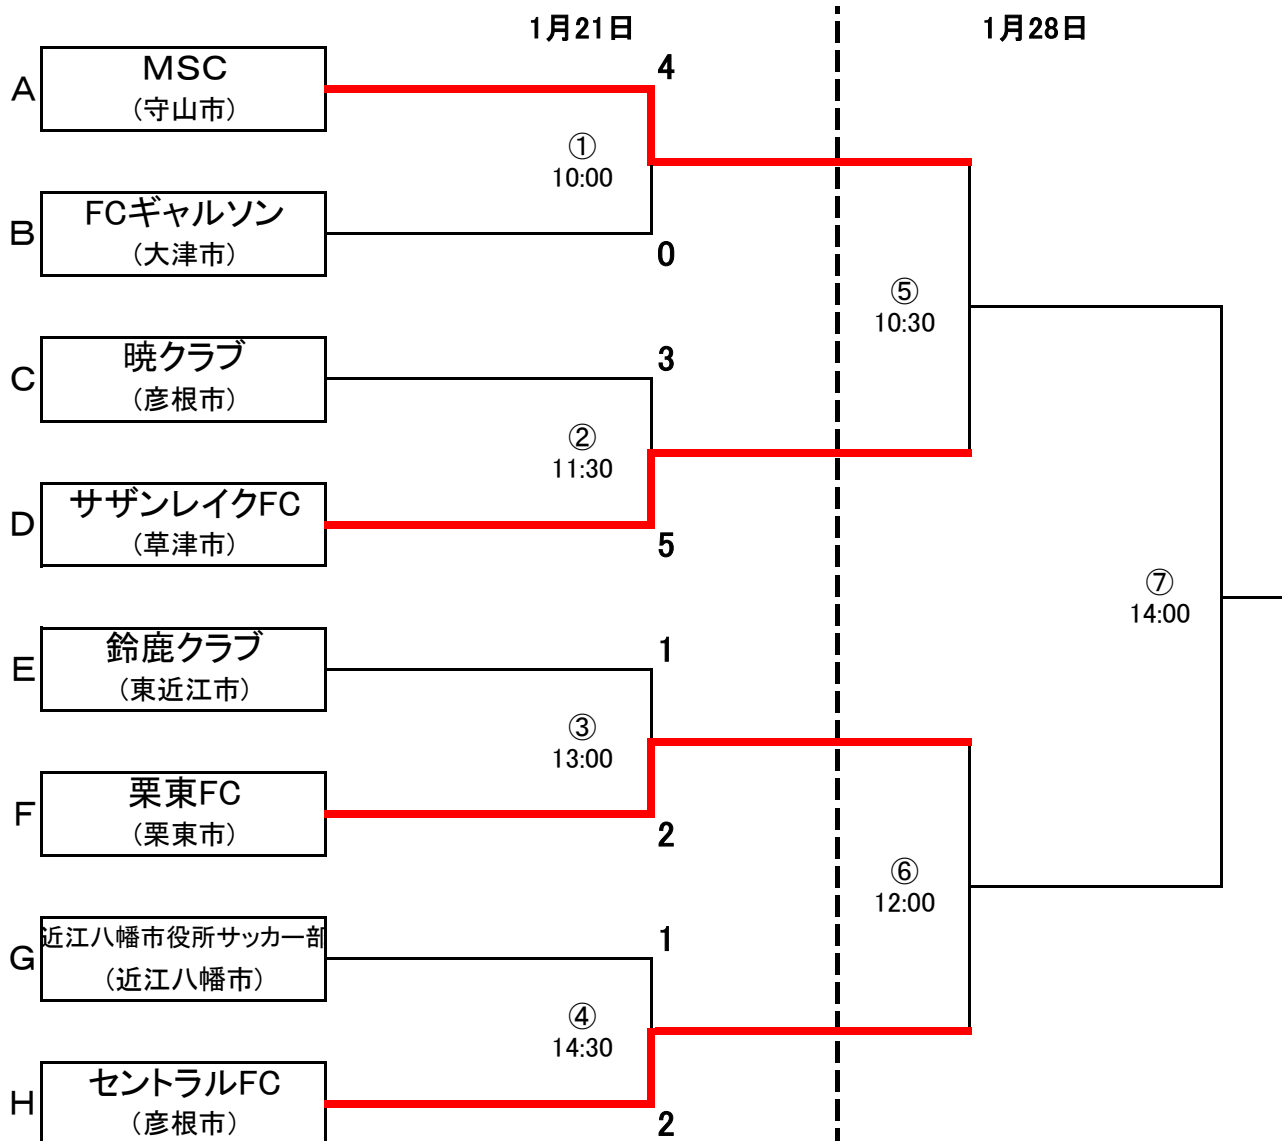 1月21日
1月28日
A
MSC
(守山市)
4
①
10:00
B
FCギャルソン
(大津市)
0
⑤
10:30
C
暁クラブ
(彦根市)
3
②
11:30
D
サザンレイクFC
(草津市)
5
⑦
14:00
E
鈴鹿クラブ
(東近江市)
1
③
13:00
F
栗東FC
(栗東市)
2
⑥
12:00
G
近江八幡市役所サッカー部
(近江八幡市)
1
④
14:30
H
セントラルFC
(彦根市)
2